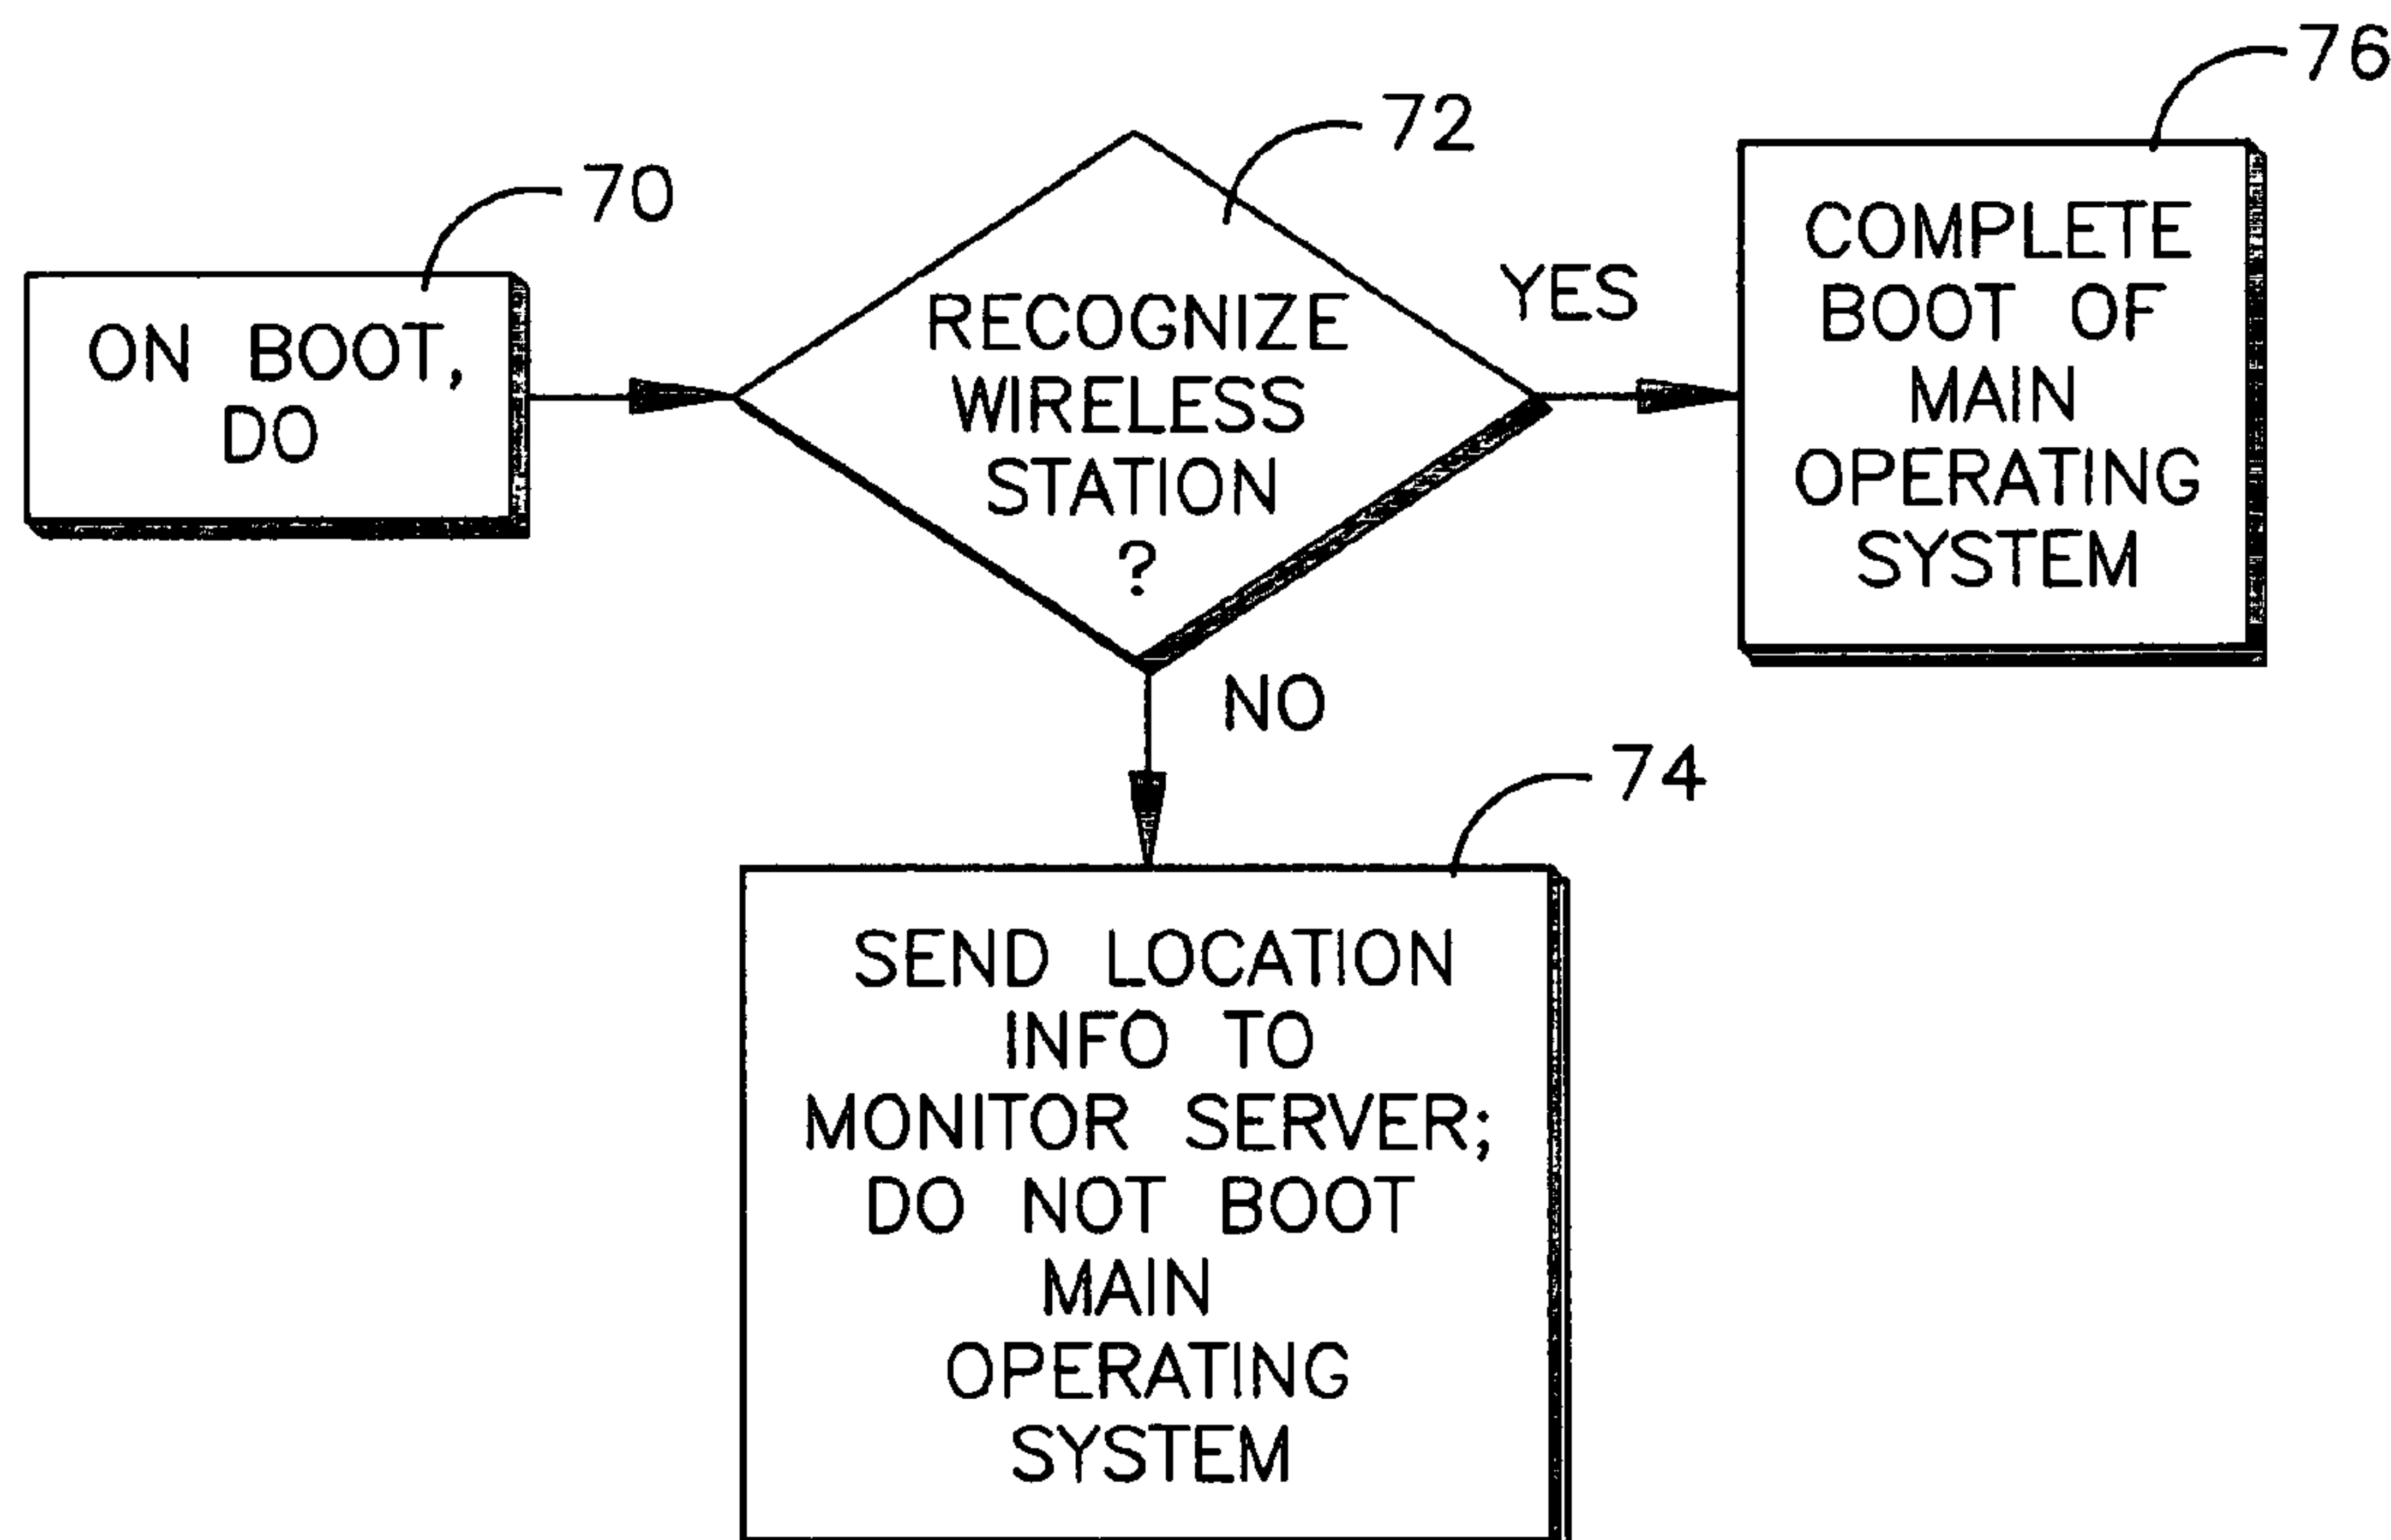 70
ON BOOT,
DO
72
RECOGNIZE
WIRELESS
STATION
?
YES
76
COMPLETE
BOOT OF
MAIN
OPERATING
SYSTEM
NO
74
SEND LOCATION
INFO TO
MONITOR SERVER;
DO NOT BOOT
MAIN
OPERATING
SYSTEM